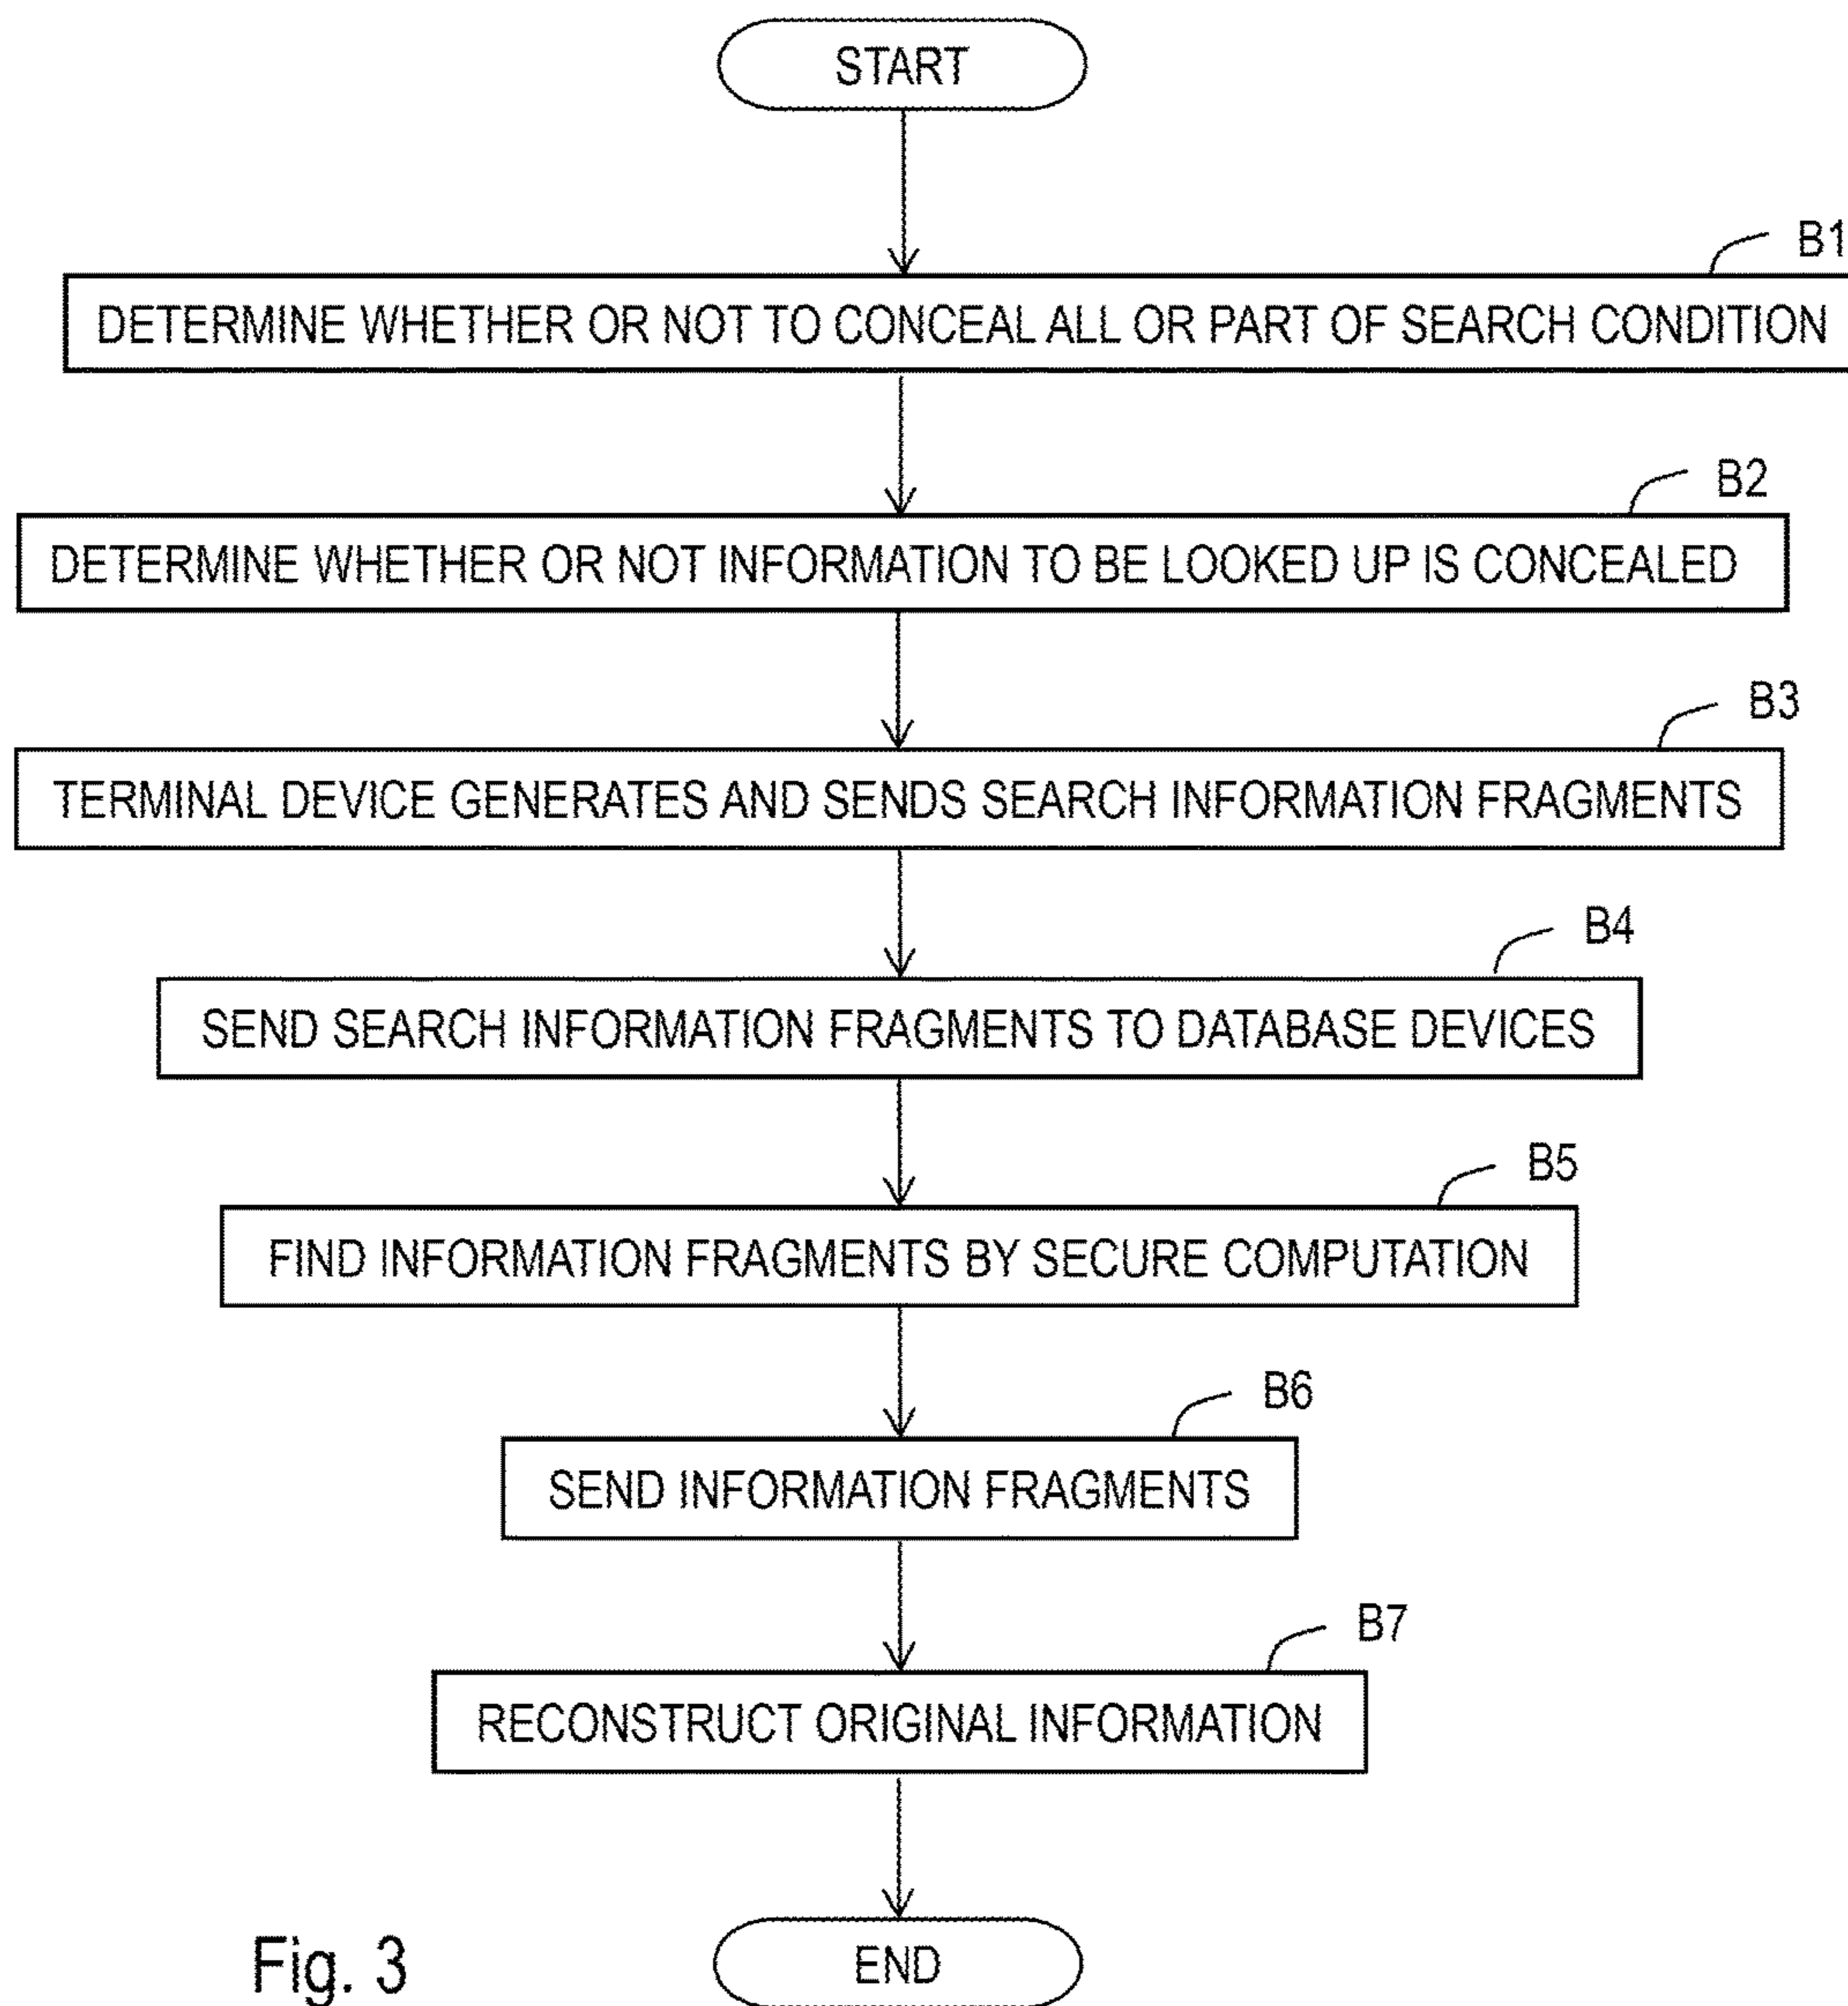 START
B1
DETERMINE WHETHER OR NOT TO CONCEAL ALL OR PART OF SEARCH CONDITION
B2
DETERMINE WHETHER OR NOT INFORMATION TO BE LOOKED UP IS CONCEALED
B3
TERMINAL DEVICE GENERATES AND SENDS SEARCH INFORMATION FRAGMENTS
B4
SEND SEARCH INFORMATION FRAGMENTS TO DATABASE DEVICES
B5
FIND INFORMATION FRAGMENTS BY SECURE COMPUTATION
B6
SEND INFORMATION FRAGMENTS
B7
RECONSTRUCT ORIGINAL INFORMATION
END
Fig. 3